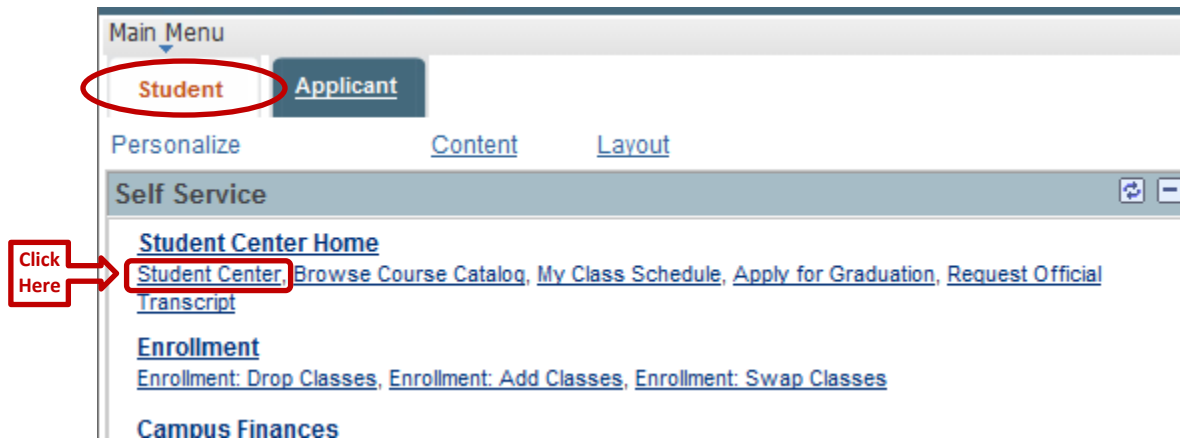 Main Menu
Student Applicant
Personalize Content Layout
Self Service
Student Center Home
Click Here
Student Center, Browse Course Catalog, My Class Schedule, Apply for Graduation, Request Official
Transcript
Enrollment
Enrollment: Drop Classes, Enrollment: Add Classes, Enrollment: Swap Classes
Campus Finances